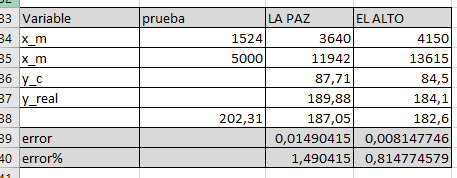 33 Variable prueba LA PAZ EL ALTO
34 x_m 1524 3640 4150
35 x_m 5000 11942 13615
36 y_c 87,71 84,5
37 y_real 189,88 184,1
38 202,31 187,05 182,6
39 error 0,01490415 0,008147746
40 error% 1,490415 0,814774579